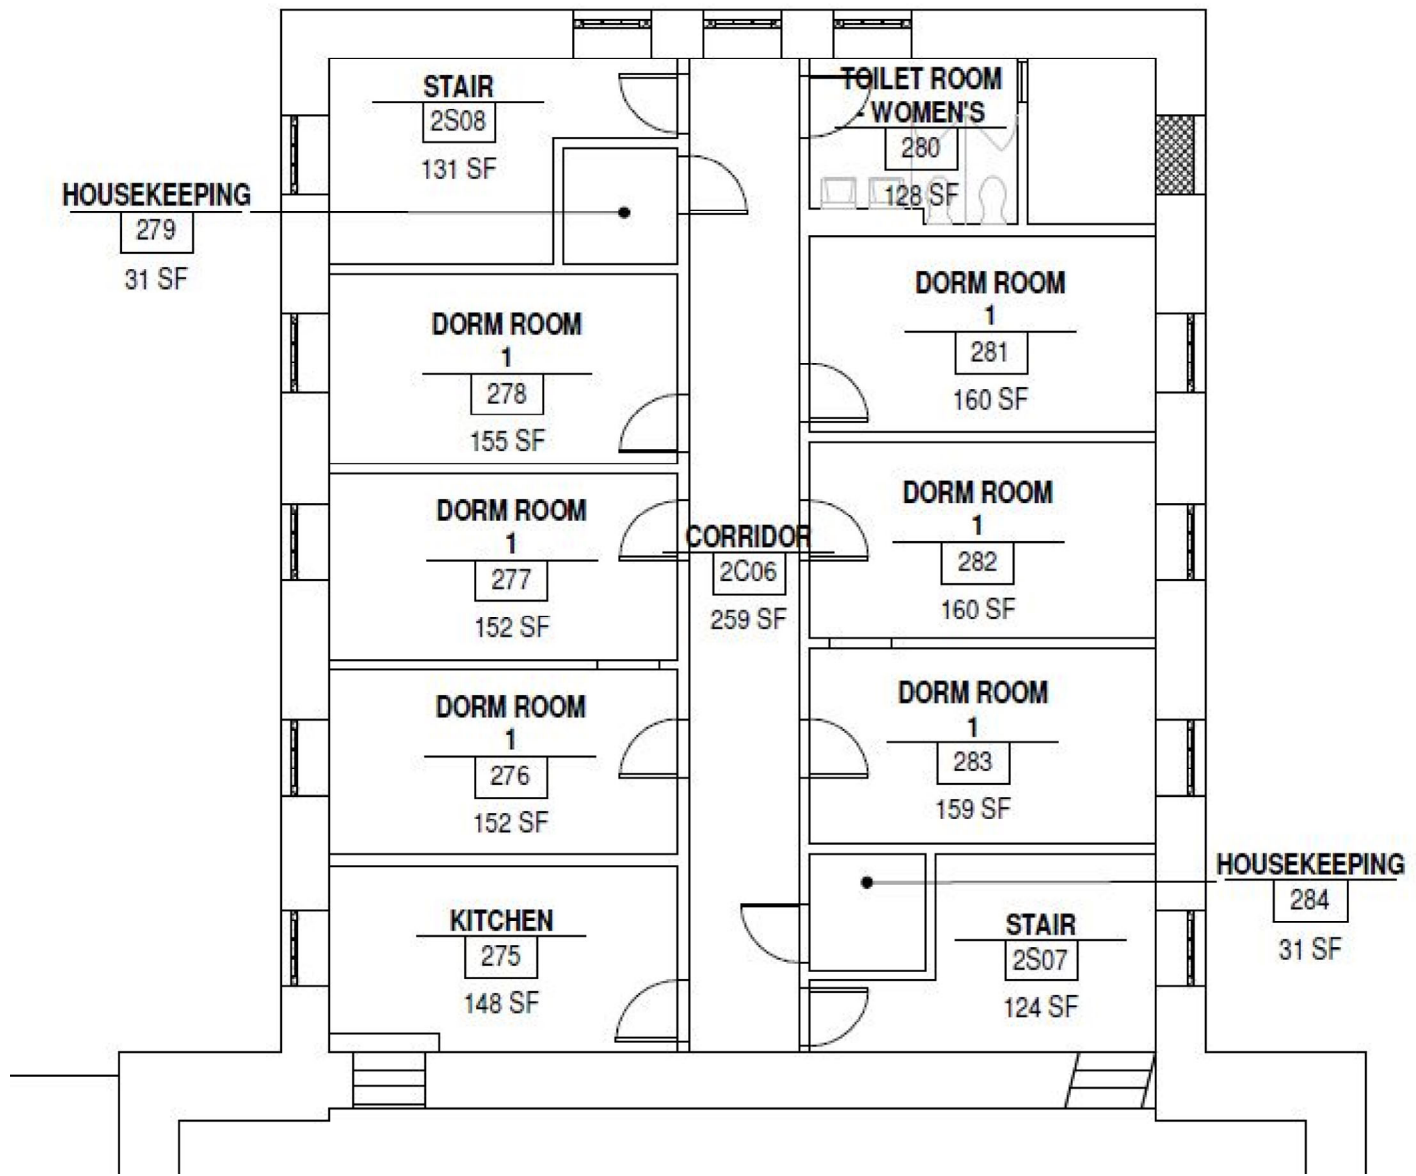 STAIR
2S08
131 SF
TOILET ROOM
- WOMEN'S
280
128 SF
HOUSEKEEPING
279
31 SF
DORM ROOM
1
281
160 SF
DORM ROOM
1
278
155 SF
DORM ROOM
1
277
152 SF
CORRIDOR
2C06
259 SF
DORM ROOM
1
282
160 SF
DORM ROOM
1
276
152 SF
DORM ROOM
1
283
159 SF
HOUSEKEEPING
284
31 SF
KITCHEN
275
148 SF
STAIR
2S07
124 SF